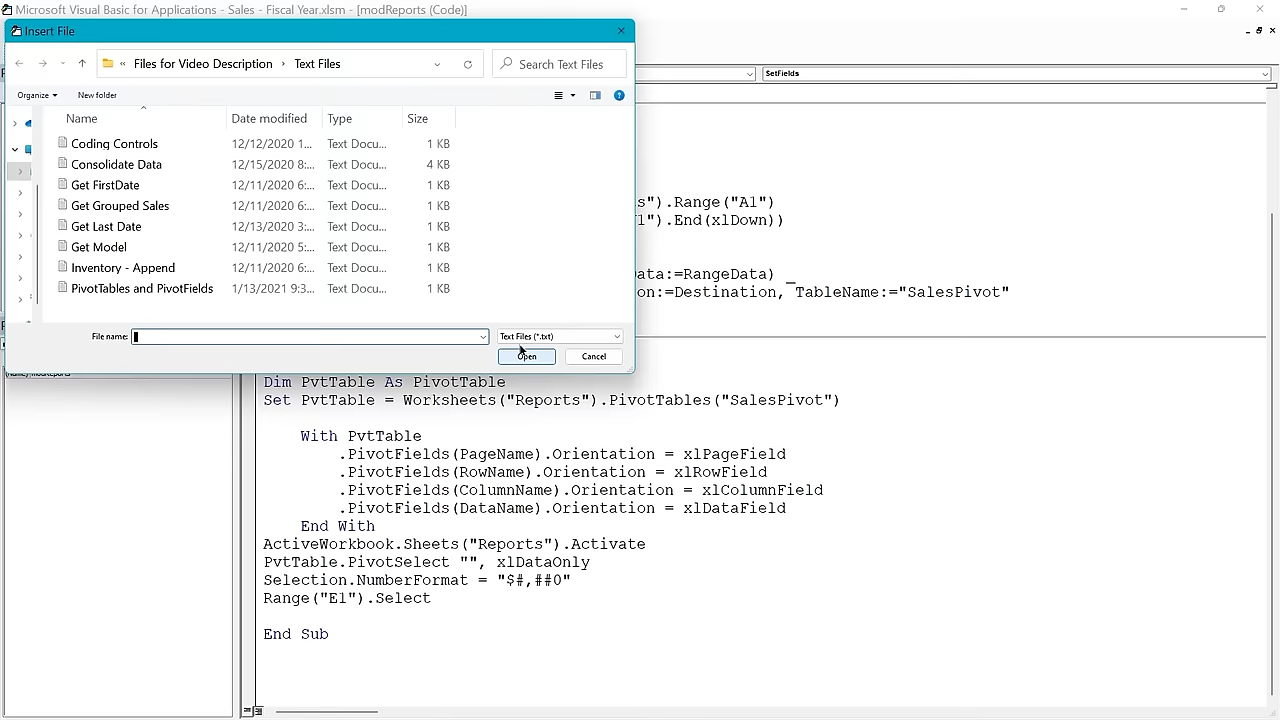 Microsoft Visual Basic for Applications - Sales - Fiscal Year.xlsm - [modReports (Code)]
Insert File
« Files for Video Description › Text Files
Search Text Files
SetFields
Organize
New folder
Name Date modified Type Size
Coding Controls 12/12/2020 1... Text Docu... 1 KB
Consolidate Data 12/15/2020 8:... Text Docu... 4 KB
Get FirstDate 12/11/2020 6:... Text Docu... 1 KB
Get Grouped Sales 12/11/2020 6:... Text Docu... 1 KB
s").Range("A1")
Get Last Date 12/13/2020 3:... Text Docu... 1 KB
1").End(xlDown))
Get Model 12/11/2020 5:... Text Docu... 1 KB
Inventory - Append 12/11/2020 6:... Text Docu... 1 KB
ata:=RangeData) _
PivotTables and PivotFields 1/13/2021 9:3... Text Docu... 1 KB
on:=Destination, TableName:="SalesPivot"
File name:
Text Files (*.txt)
Open
Cancel
Dim PvtTable As PivotTable
Set PvtTable = Worksheets("Reports").PivotTables("SalesPivot")
With PvtTable
.PivotFields(PageName).Orientation = xlPageField
.PivotFields(RowName).Orientation = xlRowField
.PivotFields(ColumnName).Orientation = xlColumnField
.PivotFields(DataName).Orientation = xlDataField
End With
ActiveWorkbook.Sheets("Reports").Activate
PvtTable.PivotSelect "", xlDataOnly
Selection.NumberFormat = "$#,##0"
Range("E1").Select
End Sub